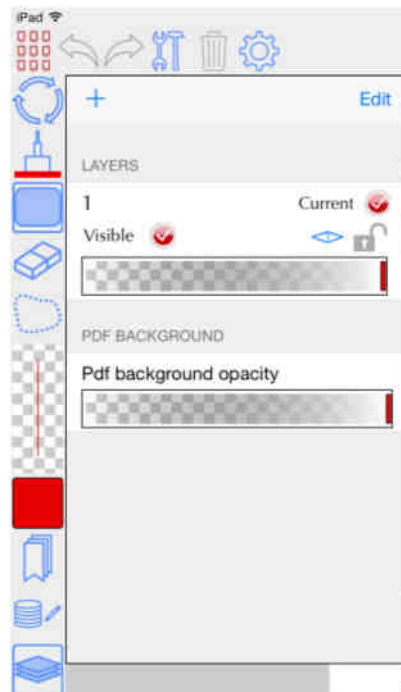 iPad
+ Edit
LAYERS
1 Current
Visible
PDF BACKGROUND
Pdf background opacity